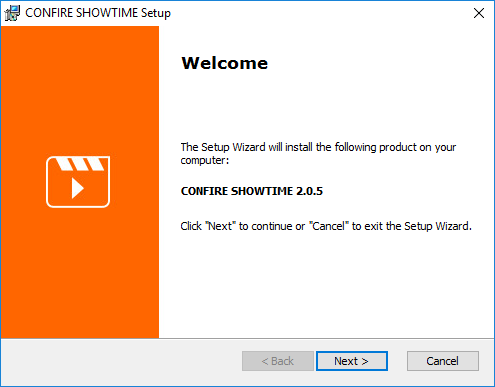 CONFIRE SHOWTIME Setup
Welcome
The Setup Wizard will install the following product on your
computer:
CONFIRE SHOWTIME 2.0.5
Click "Next" to continue or "Cancel" to exit the Setup Wizard.
< Back
Next >
Cancel